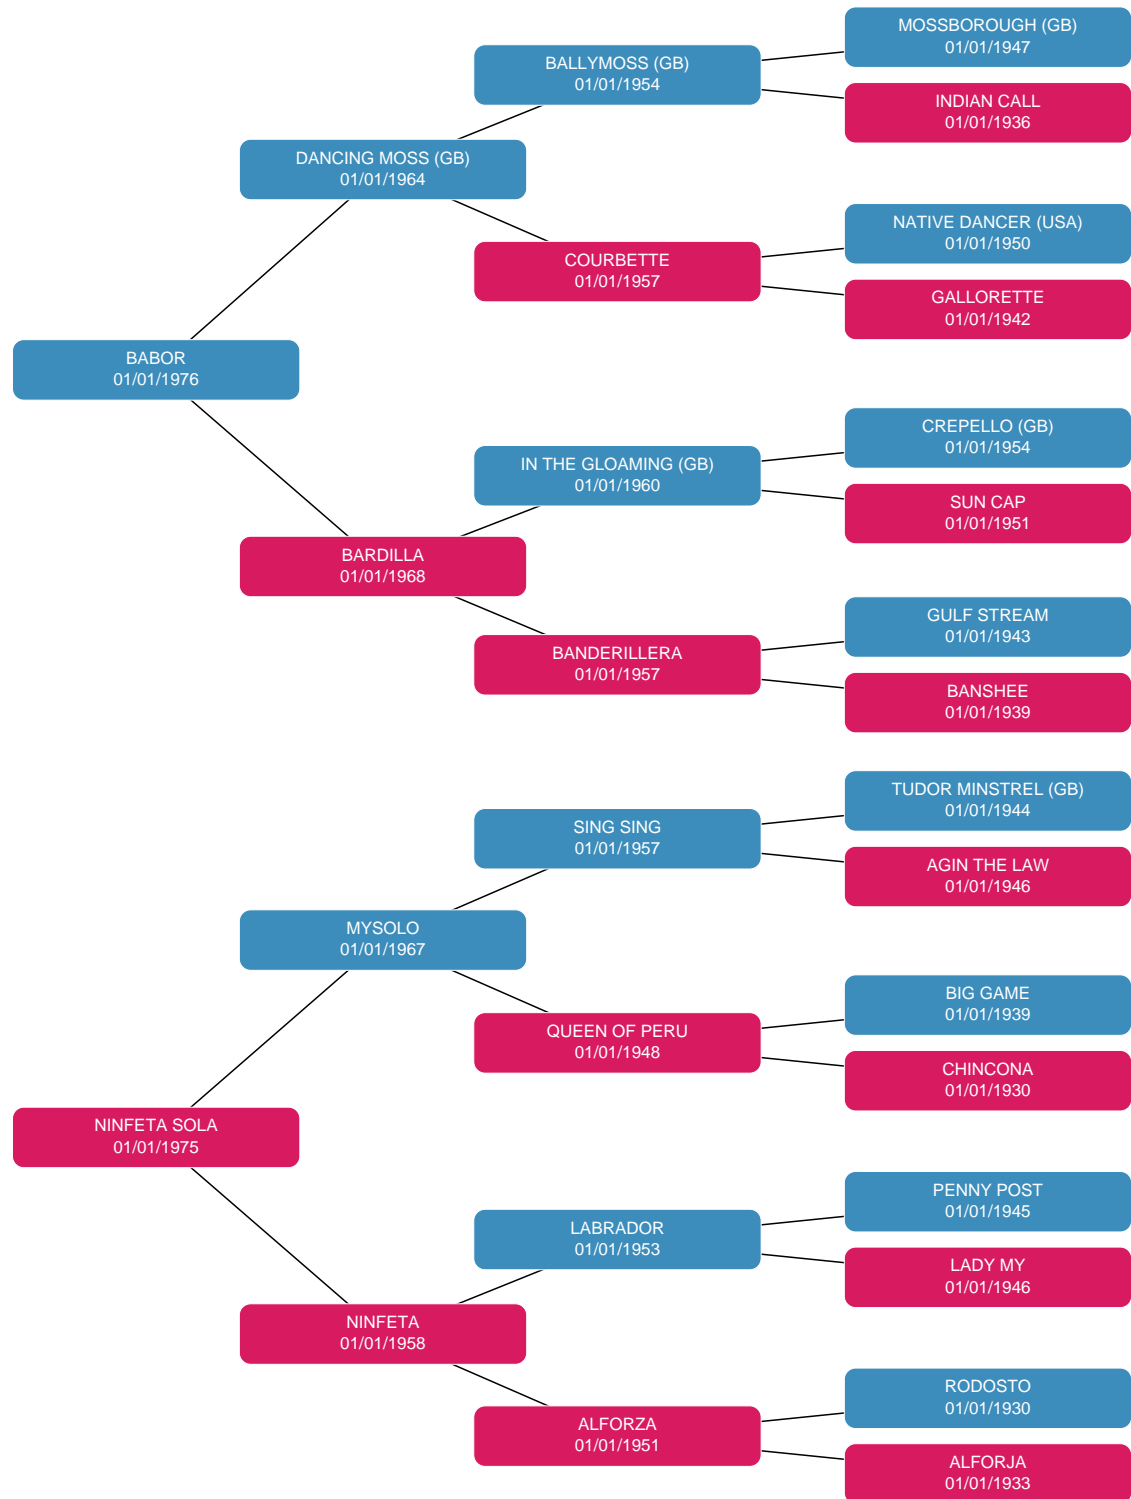 MOSSBOROUGH (GB)
01/01/1947
BALLYMOSS (GB)
01/01/1954
INDIAN CALL
01/01/1936
DANCING MOSS (GB)
01/01/1964
NATIVE DANCER (USA)
01/01/1950
COURBETTE
01/01/1957
GALLORETTE
01/01/1942
BABOR
01/01/1976
CREPELLO (GB)
01/01/1954
IN THE GLOAMING (GB)
01/01/1960
SUN CAP
01/01/1951
BARDILLA
01/01/1968
GULF STREAM
01/01/1943
BANDERILLERA
01/01/1957
BANSHEE
01/01/1939
TUDOR MINSTREL (GB)
01/01/1944
SING SING
01/01/1957
AGIN THE LAW
01/01/1946
MYSOLO
01/01/1967
BIG GAME
01/01/1939
QUEEN OF PERU
01/01/1948
CHINCONA
01/01/1930
NINFETA SOLA
01/01/1975
PENNY POST
01/01/1945
LABRADOR
01/01/1953
LADY MY
01/01/1946
NINFETA
01/01/1958
RODOSTO
01/01/1930
ALFORZA
01/01/1951
ALFORJA
01/01/1933